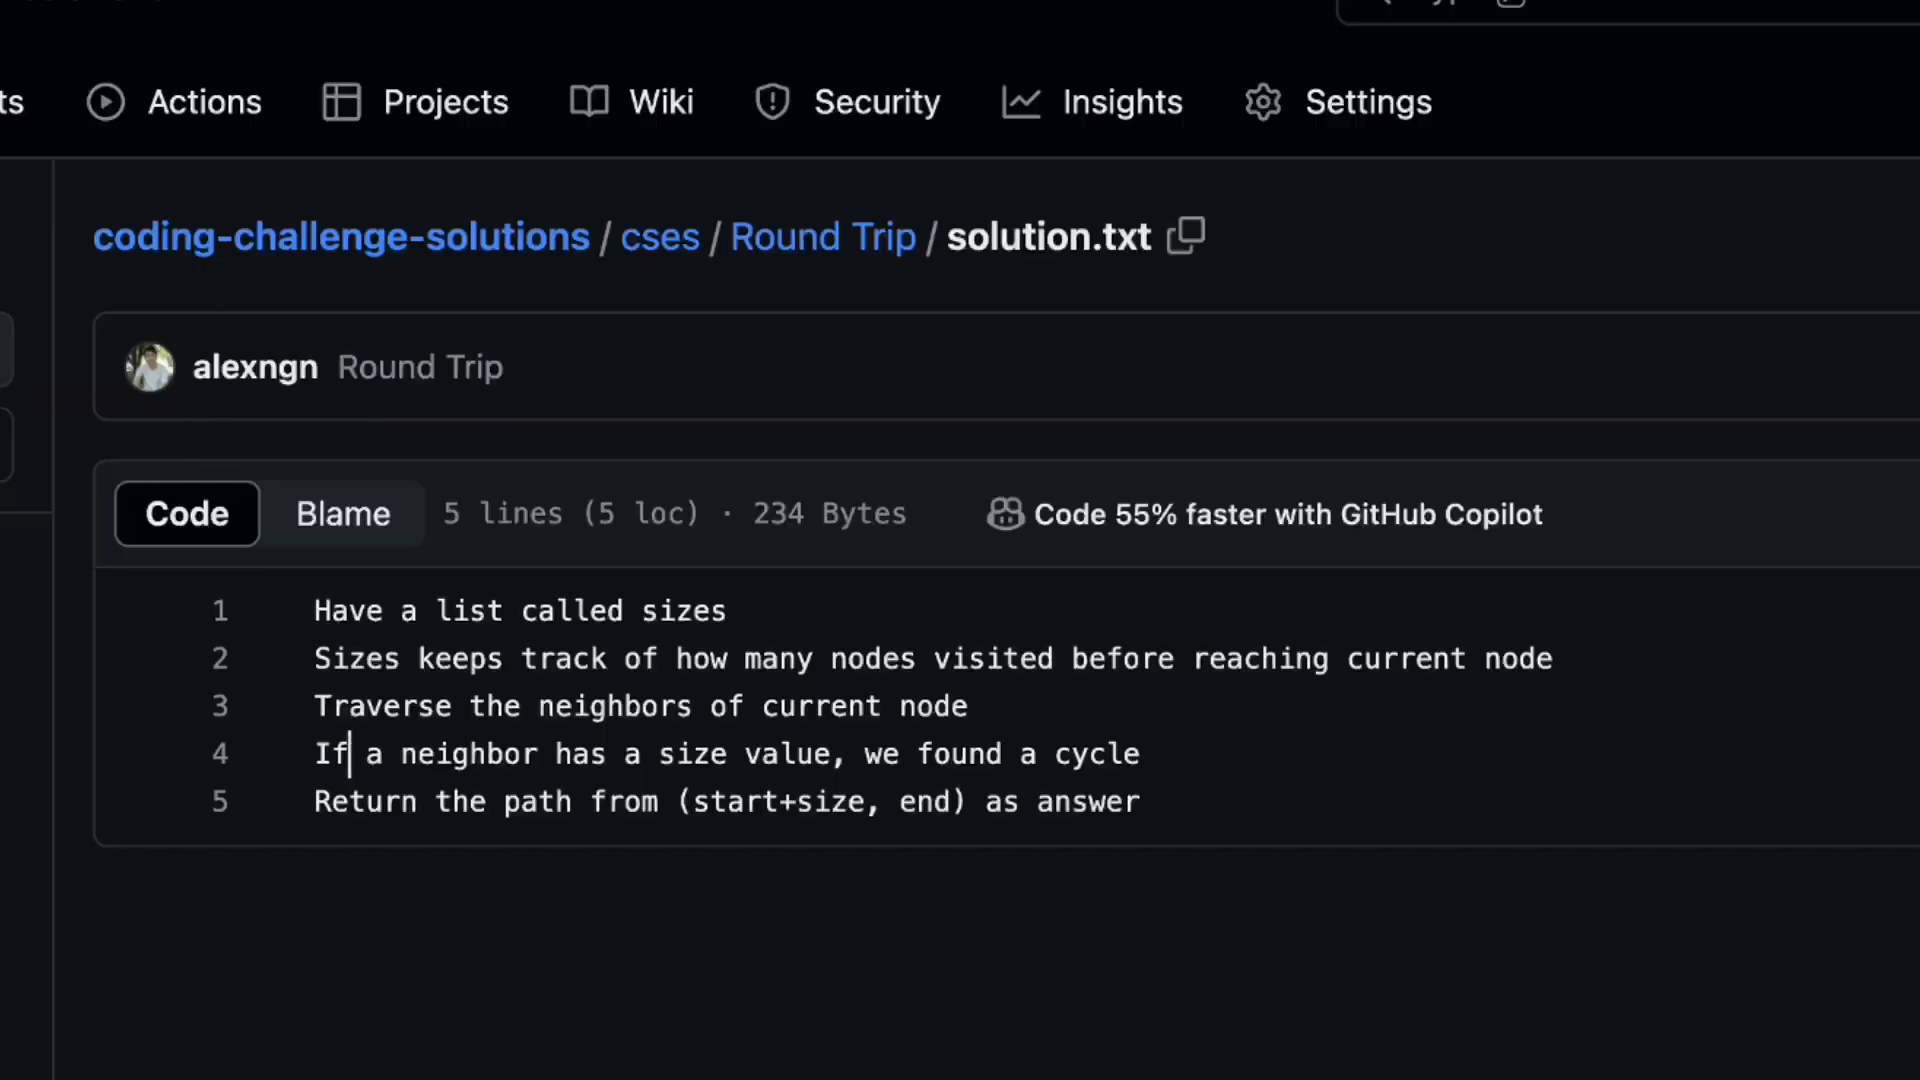 ts Actions Projects Wiki Security Insights Settings
coding-challenge-solutions / cses / Round Trip / solution.txt
alexngn Round Trip
Code Blame 5 lines (5 loc) · 234 Bytes Code 55% faster with GitHub Copilot
1 Have a list called sizes
2 Sizes keeps track of how many nodes visited before reaching current node
3 Traverse the neighbors of current node
4 If a neighbor has a size value, we found a cycle
5 Return the path from (start+size, end) as answer